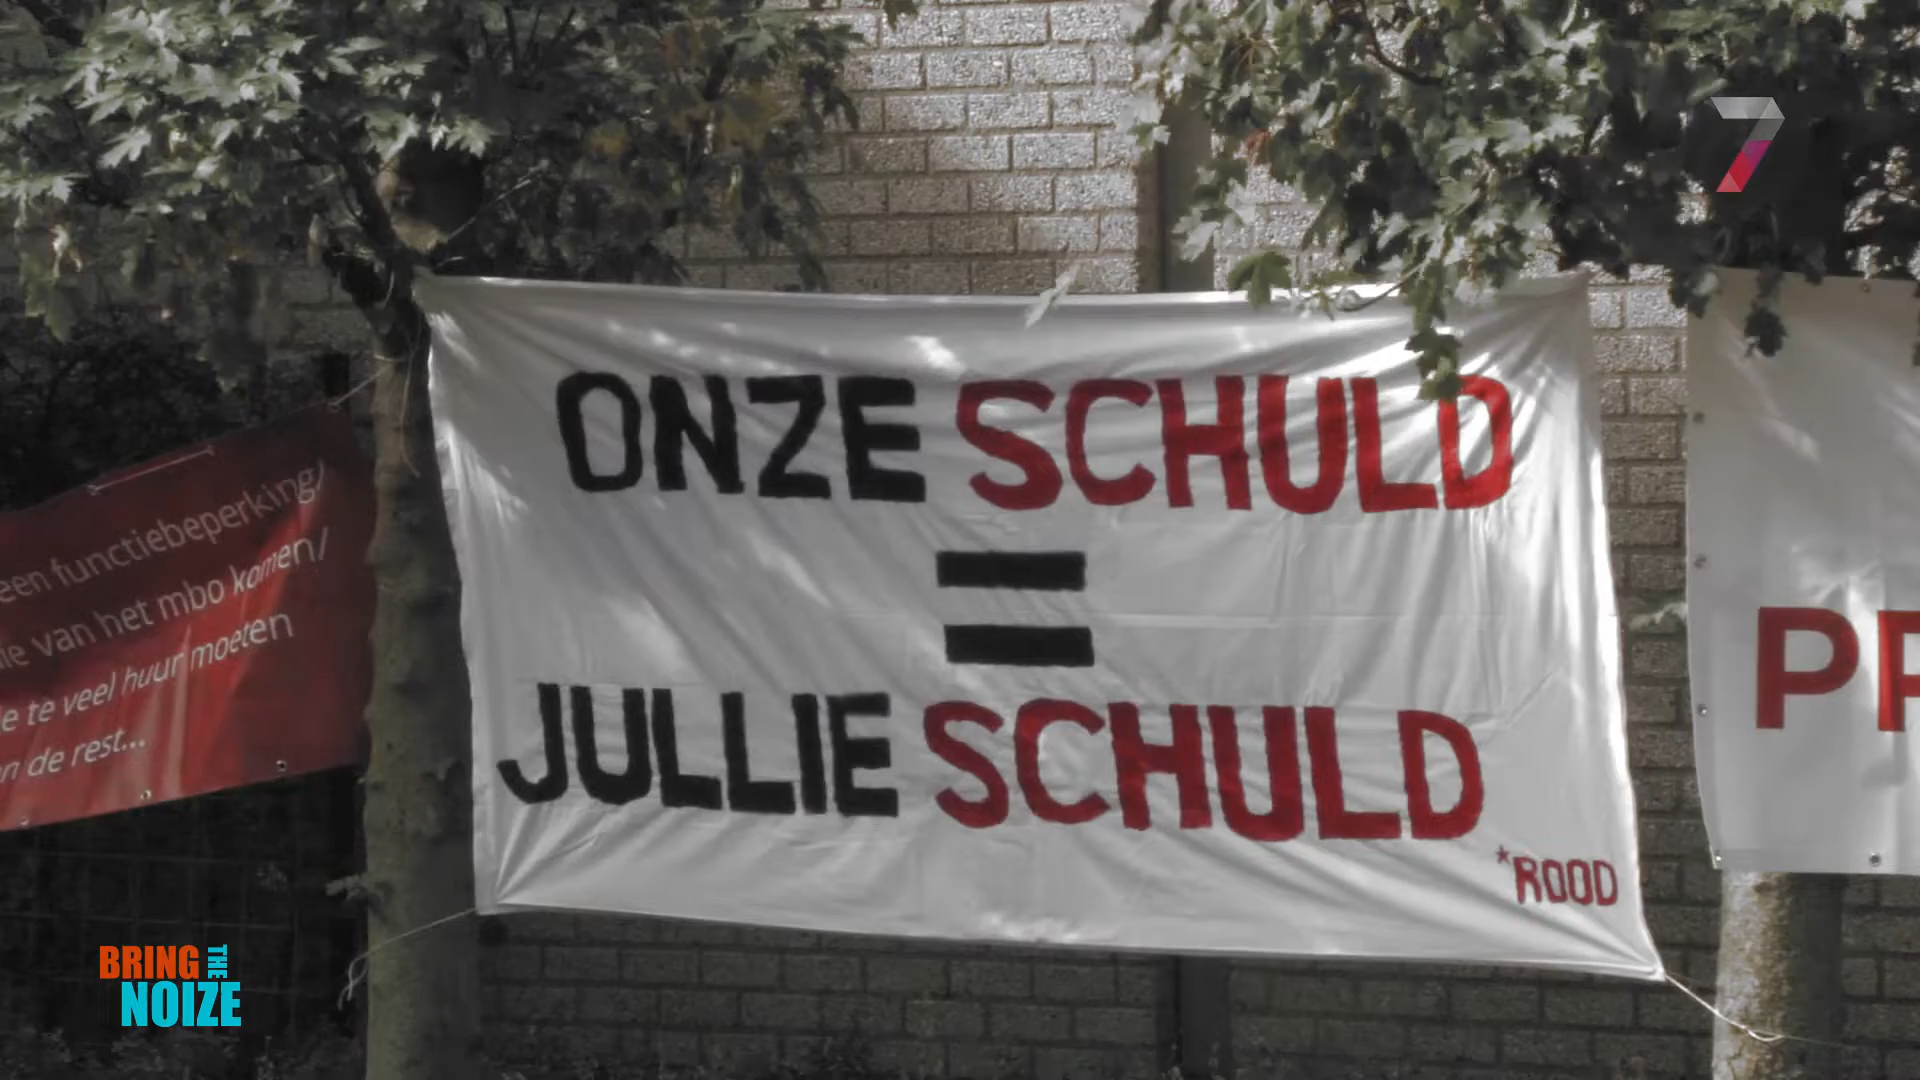 een functiebeperking/
van het mbo komen/
te veel huur moeten
de rest...
ONZE SCHULD
=
JULLIE SCHULD
*ROOD
7
BRING THE
NOIZE